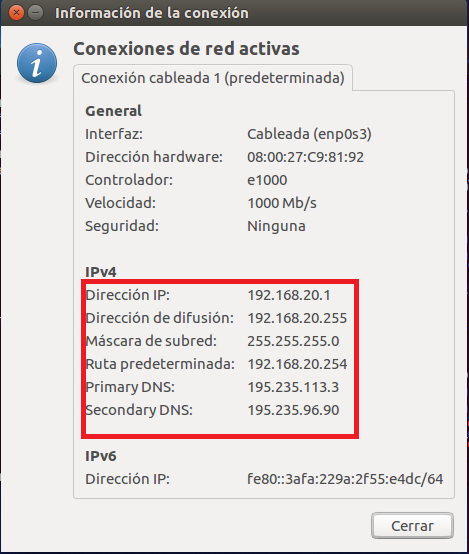 Información de la conexión
Conexiones de red activas
Conexión cableada 1 (predeterminada)
General
Interfaz: Cableada (enp0s3)
Dirección hardware: 08:00:27:C9:81:92
Controlador: e1000
Velocidad: 1000 Mb/s
Seguridad: Ninguna
IPv4
Dirección IP: 192.168.20.1
Dirección de difusión: 192.168.20.255
Máscara de subred: 255.255.255.0
Ruta predeterminada: 192.168.20.254
Primary DNS: 195.235.113.3
Secondary DNS: 195.235.96.90
IPv6
Dirección IP: fe80::3afa:229a:2f55:e4dc/64
Cerrar